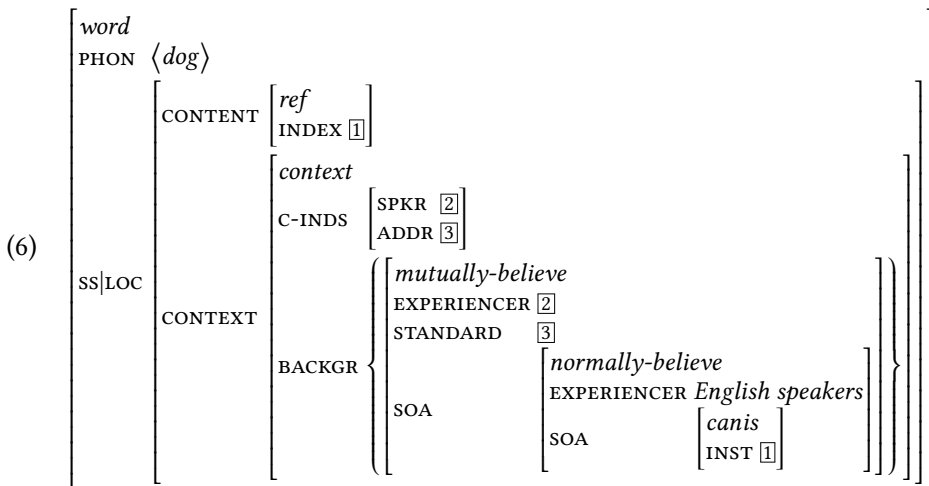 word
PHON ⟨dog⟩
CONTENT ref
INDEX 1
context
C-INDS SPKR 2
ADDR 3
(6) SS|LOC
mutually-believe
EXPERIENCER 2
CONTEXT STANDARD 3
BACKGR normally-believe
EXPERIENCER English speakers
SOA SOA canis
INST 1